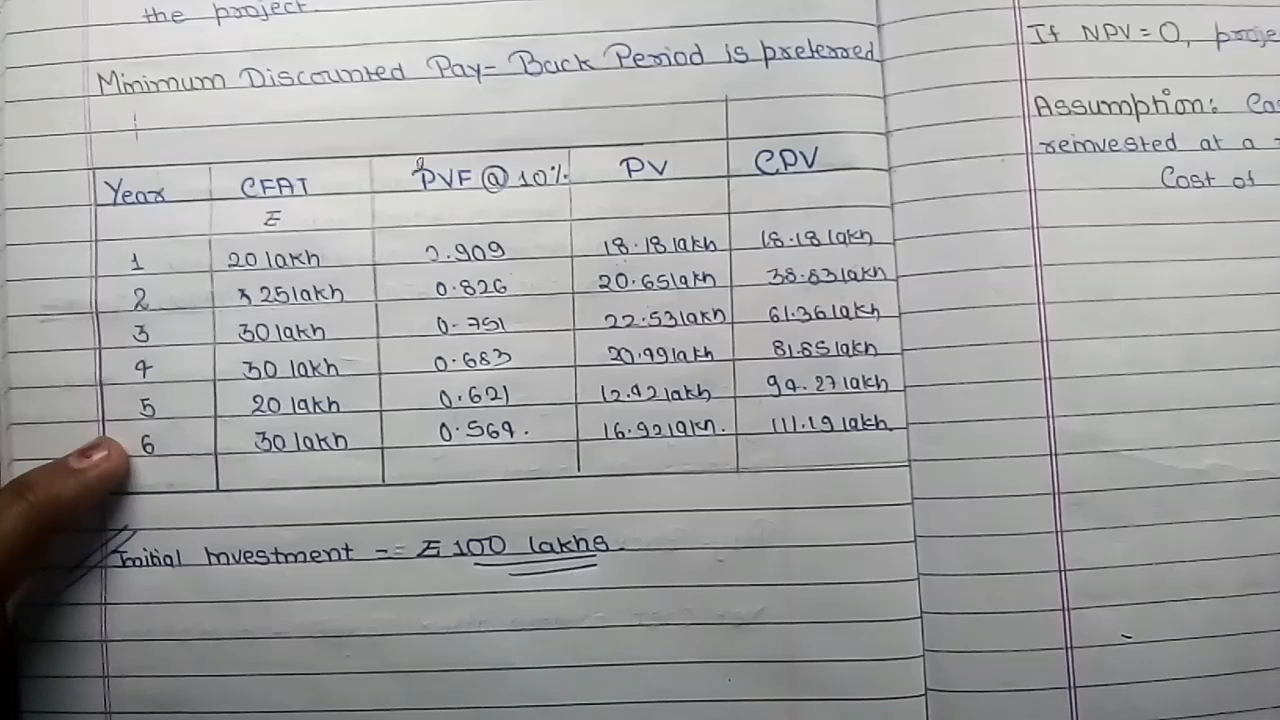 the project.
Minimum Discounted Pay-Back Period is preferred
Year CFAT PVF @ 10% PV CPV
₹
1 20 lakh 0.909 18.18 lakh 18.18 lakh
2 25 lakh 0.826 20.65 lakh 38.83 lakh
3 30 lakh 0.751 22.53 lakh 61.36 lakh
4 30 lakh 0.683 20.49 lakh 81.85 lakh
5 20 lakh 0.621 12.42 lakh 94.27 lakh
6 30 lakh 0.564. 16.92 lakh. 111.19 lakh
Initial Investment = ₹ 100 lakhs.
If NPV = 0, proje
Assumption: Ca
reinvested at a
Cost of